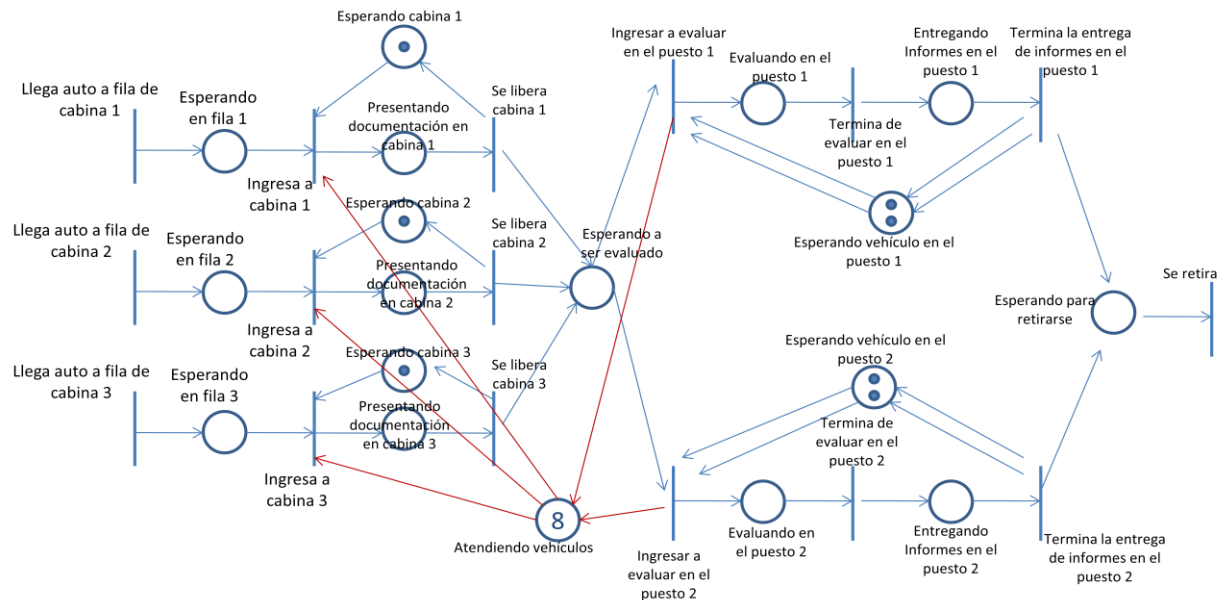 Esperando cabina 1
Llega auto a fila de
cabina 1
Esperando
en fila 1
Presentando
documentación en
cabina 1
Se libera
cabina 1
Ingresa a
cabina 1
Ingresar a evaluar
en el puesto 1
Evaluando en el
puesto 1
Termina de
evaluar en el
puesto 1
Entregando
Informes en el
puesto 1
Termina la entrega
de informes en el
puesto 1
Esperando vehículo en el
puesto 1
Llega auto a fila de
cabina 2
Esperando
en fila 2
Esperando cabina 2
Presentando
documentación
en cabina 2
Se libera
cabina 2
Ingresa a
cabina 2
Esperando a
ser evaluado
Esperando para
retirarse
Se retira
Llega auto a fila de
cabina 3
Esperando
en fila 3
Esperando cabina 3
Presentando
documentación
en cabina 3
Se libera
cabina 3
Ingresa a
cabina 3
8
Atendiendo vehículos
Esperando vehículo en el
puesto 2
Termina de
evaluar en el
puesto 2
Ingresar a
evaluar en el
puesto 2
Evaluando en
el puesto 2
Entregando
Informes en el
puesto 2
Termina la entrega
de informes en el
puesto 2